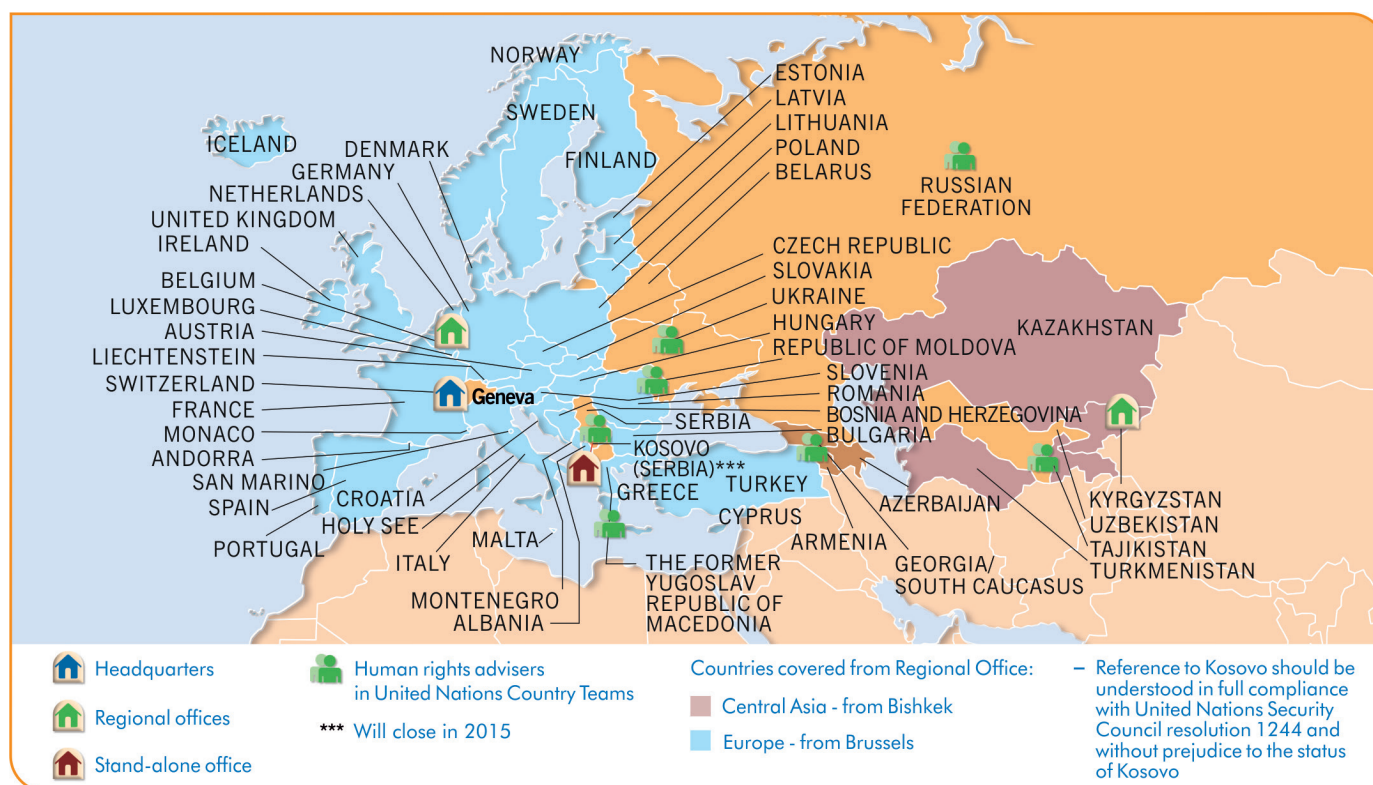 NORWAY
SWEDEN
FINLAND
ICELAND
DENMARK
GERMANY
NETHERLANDS
UNITED KINGDOM
IRELAND
BELGIUM
LUXEMBOURG
AUSTRIA
LIECHTENSTEIN
SWITZERLAND
FRANCE
MONACO
ANDORRA
SAN MARINO
SPAIN
PORTUGAL
CROATIA
HOLY SEE
ITALY
MALTA
MONTENEGRO
ALBANIA
Geneva
ESTONIA
LATVIA
LITHUANIA
POLAND
BELARUS
RUSSIAN
FEDERATION
CZECH REPUBLIC
SLOVAKIA
UKRAINE
HUNGARY
REPUBLIC OF MOLDOVA
SLOVENIA
ROMANIA
BOSNIA AND HERZEGOVINA
SERBIA
BULGARIA
KOSOVO
(SERBIA)***
GREECE
TURKEY
CYPRUS
THE FORMER
YUGOSLAV
REPUBLIC OF
MACEDONIA
ARMENIA
AZERBAIJAN
GEORGIA/
SOUTH CAUCASUS
KAZAKHSTAN
KYRGYZSTAN
UZBEKISTAN
TAJIKISTAN
TURKMENISTAN
Headquarters
Regional offices
Stand-alone office
Human rights advisers
in United Nations Country Teams
*** Will close in 2015
Countries covered from Regional Office:
Central Asia - from Bishkek
Europe - from Brussels
– Reference to Kosovo should be
understood in full compliance
with United Nations Security
Council resolution 1244 and
without prejudice to the status
of Kosovo